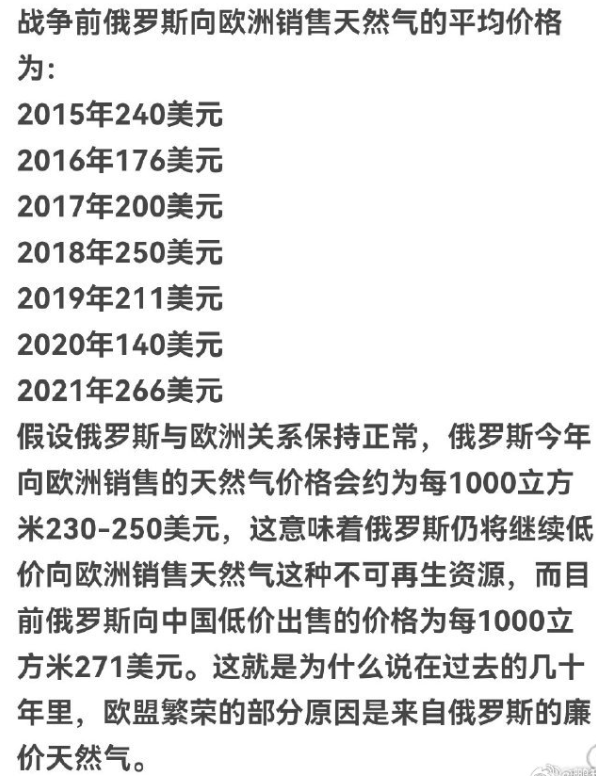 战争前俄罗斯向欧洲销售天然气的平均价格
为：
2015年240美元
2016年176美元
2017年200美元
2018年250美元
2019年211美元
2020年140美元
2021年266美元
假设俄罗斯与欧洲关系保持正常，俄罗斯今年
向欧洲销售的天然气价格会约为每1000立方
米230-250美元，这意味着俄罗斯仍将继续低
价向欧洲销售天然气这种不可再生资源，而目
前俄罗斯向中国低价出售的价格为每1000立
方米271美元。这就是为什么说在过去的几十
年里，欧盟繁荣的部分原因是来自俄罗斯的廉
价天然气。